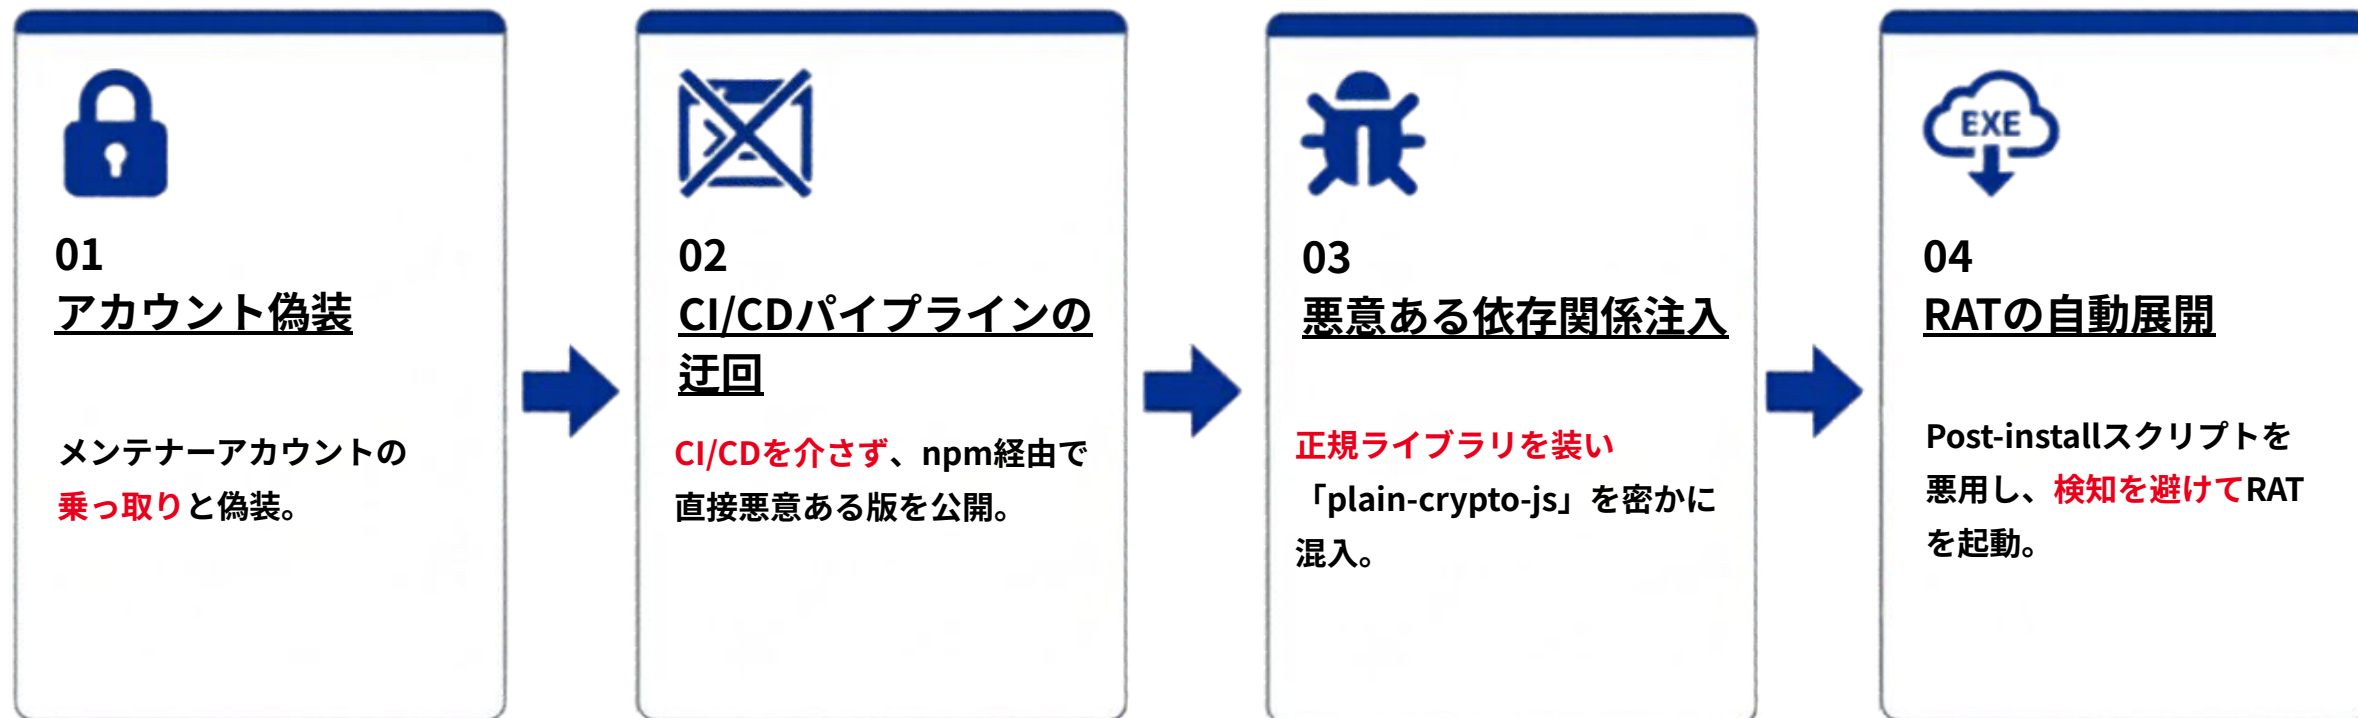 01
アカウント偽装
メンテナーアカウントの
乗っ取りと偽装。
02
CI/CDパイプラインの
迂回
CI/CDを介さず、npm経由で
直接悪意ある版を公開。
03
悪意ある依存関係注入
正規ライブラリを装い
「plain-crypto-js」を密かに
混入。
EXE
04
RATの自動展開
Post-installスクリプトを
悪用し、検知を避けてRAT
を起動。